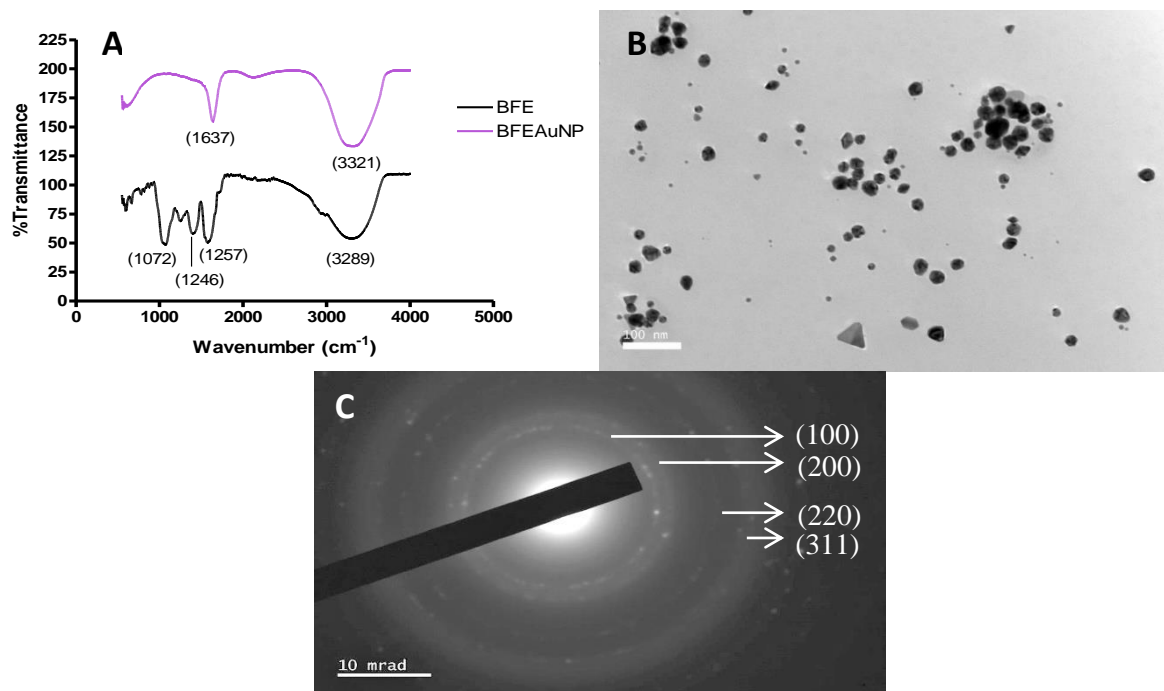 A
225
200
175
150
125
100
75
50
25
0
%Transmittance
(1637)
(3321)
(1072)
(1246)
(1257)
(3289)
0 1000 2000 3000 4000 5000
Wavenumber (cm⁻¹)
BFE
BFEAuNP
B
100 nm
C
(100)
(200)
(220)
(311)
10 mrad